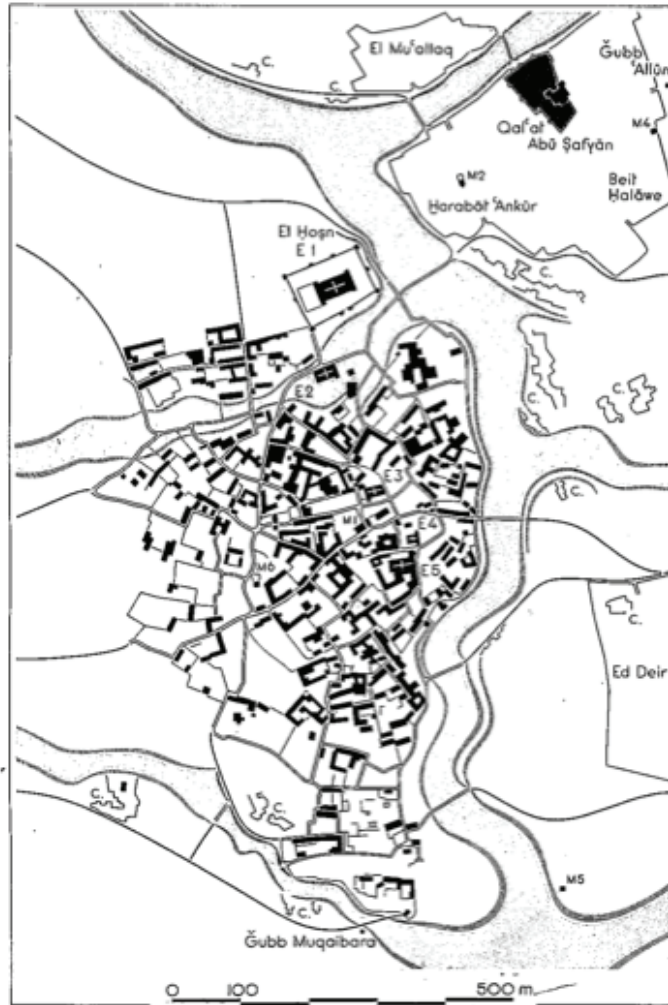 El Muʿallaq
Ǧubb
ʿAllūn
C.
C.
Qalʿat
Abū Ṣafyān
M4
M2
Beit
Ḥalāwe
Ḫarabāt ʿAnkūr
El Ḥoṣn
E 1
C.
E2
C.
C.
E3
M1
E4
C.
E5
M6
C.
Ed Deir
C.
C.
M5
C.
Ǧubb Muqaibara
0 100 500 m.